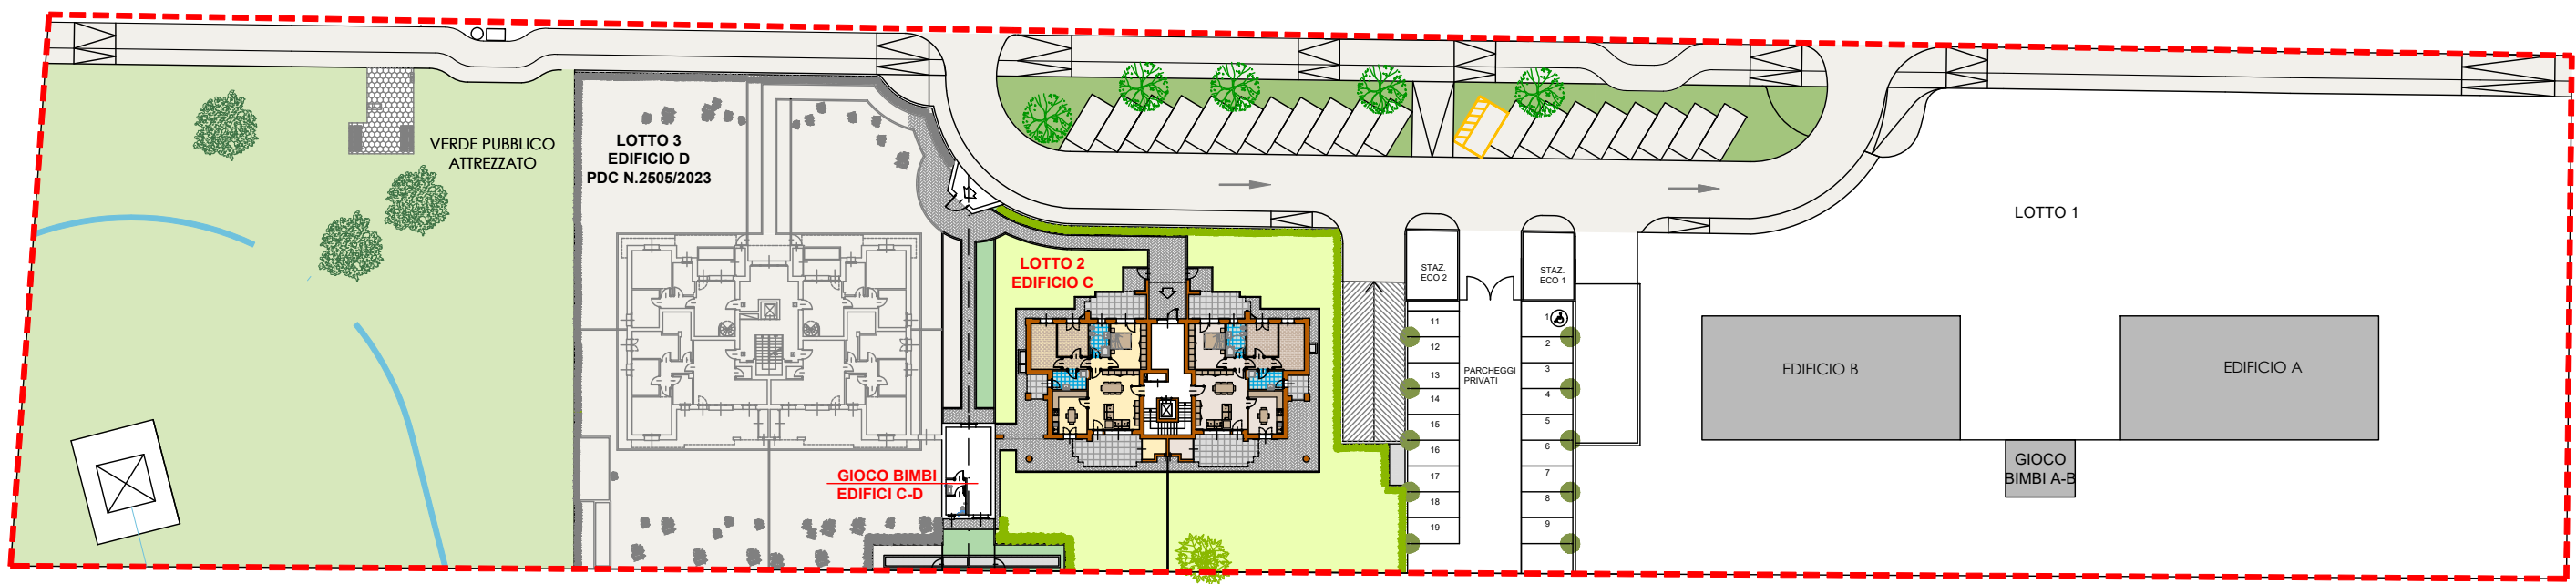 VERDE PUBBLICO
ATTREZZATO
LOTTO 3
EDIFICIO D
PDC N.2505/2023
LOTTO 2
EDIFICIO C
GIOCO BIMBI
EDIFICI C-D
STAZ.
ECO 2
STAZ.
ECO 1
11
12
13
14
15
16
17
18
19
PARCHEGGI
PRIVATI
1
2
3
4
5
6
7
8
9
LOTTO 1
EDIFICIO B
EDIFICIO A
GIOCO
BIMBI A-B